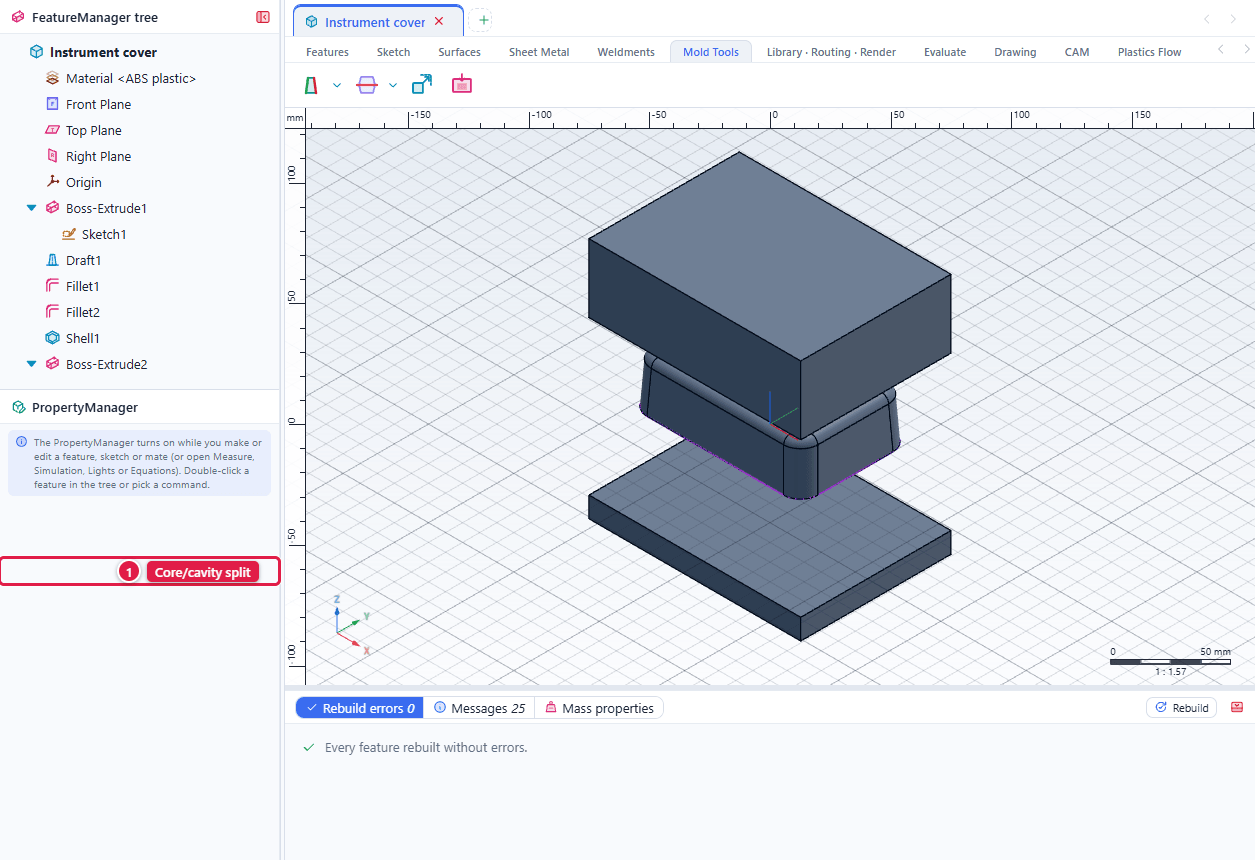 FeatureManager tree
Instrument cover
Material <ABS plastic>
Front Plane
Top Plane
Right Plane
Origin
Boss-Extrude1
Sketch1
Draft1
Fillet1
Fillet2
Shell1
Boss-Extrude2
PropertyManager
The PropertyManager turns on while you make or
edit a feature, sketch or mate (or open Measure,
Simulation, Lights or Equations). Double-click a
feature in the tree or pick a command.
1 Core/cavity split
Instrument cover
Features Sketch Surfaces Sheet Metal Weldments Mold Tools Library · Routing · Render Evaluate Drawing CAM Plastics Flow
mm -150 -100 -50 0 50 100 150
100
50
0
-50
-100
Z
Y
X
0 50 mm
1 : 1.57
Rebuild errors 0 Messages 25 Mass properties Rebuild
Every feature rebuilt without errors.